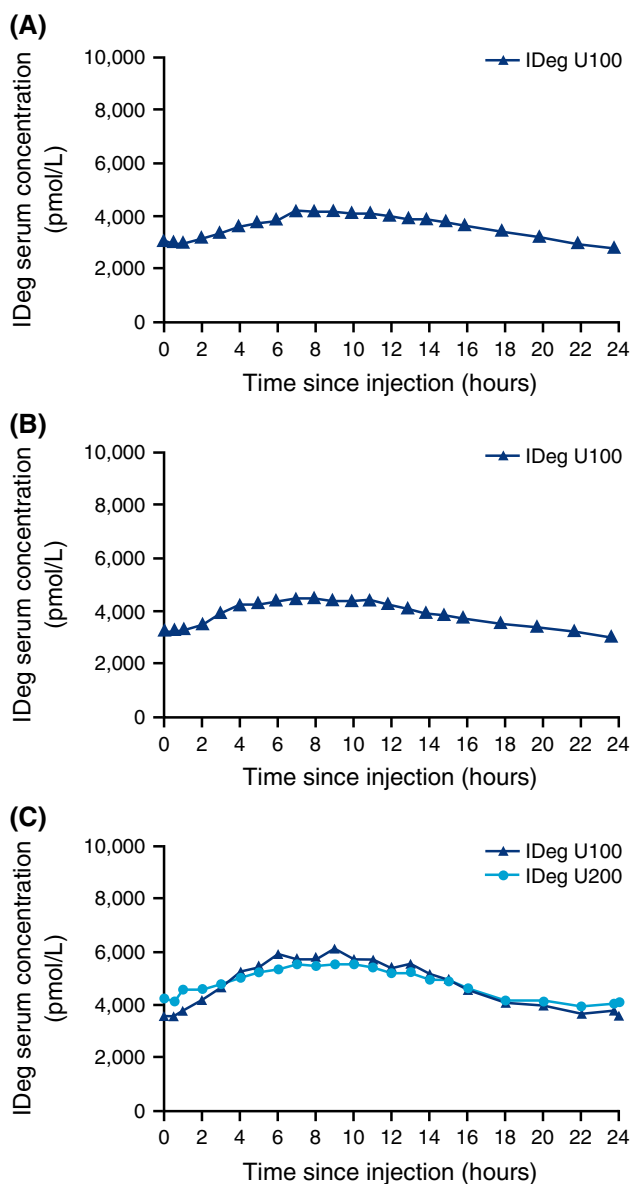 (A)
10,000
8,000
6,000
4,000
2,000
0
IDeg serum concentration
(pmol/L)
IDeg U100
0 2 4 6 8 10 12 14 16 18 20 22 24
Time since injection (hours)
(B)
10,000
8,000
6,000
4,000
2,000
0
IDeg serum concentration
(pmol/L)
IDeg U100
0 2 4 6 8 10 12 14 16 18 20 22 24
Time since injection (hours)
(C)
10,000
8,000
6,000
4,000
2,000
0
IDeg serum concentration
(pmol/L)
IDeg U100
IDeg U200
0 2 4 6 8 10 12 14 16 18 20 22 24
Time since injection (hours)